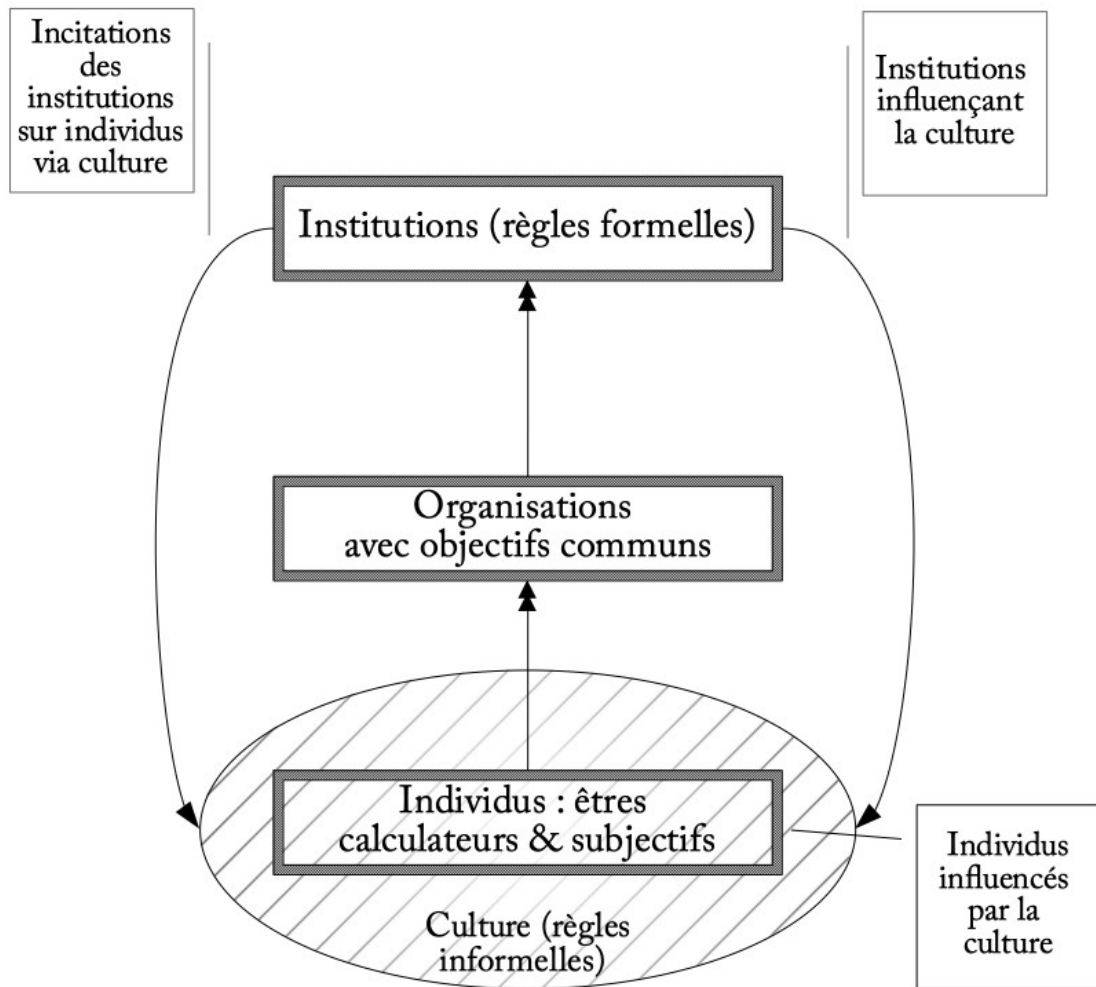 Incitations
des
institutions
sur individus
via culture
Institutions
influençant
la culture
Institutions (règles formelles)
Organisations
avec objectifs communs
Individus : êtres
calculateurs & subjectifs
Individus
influencés
par la
culture
Culture (règles
informelles)